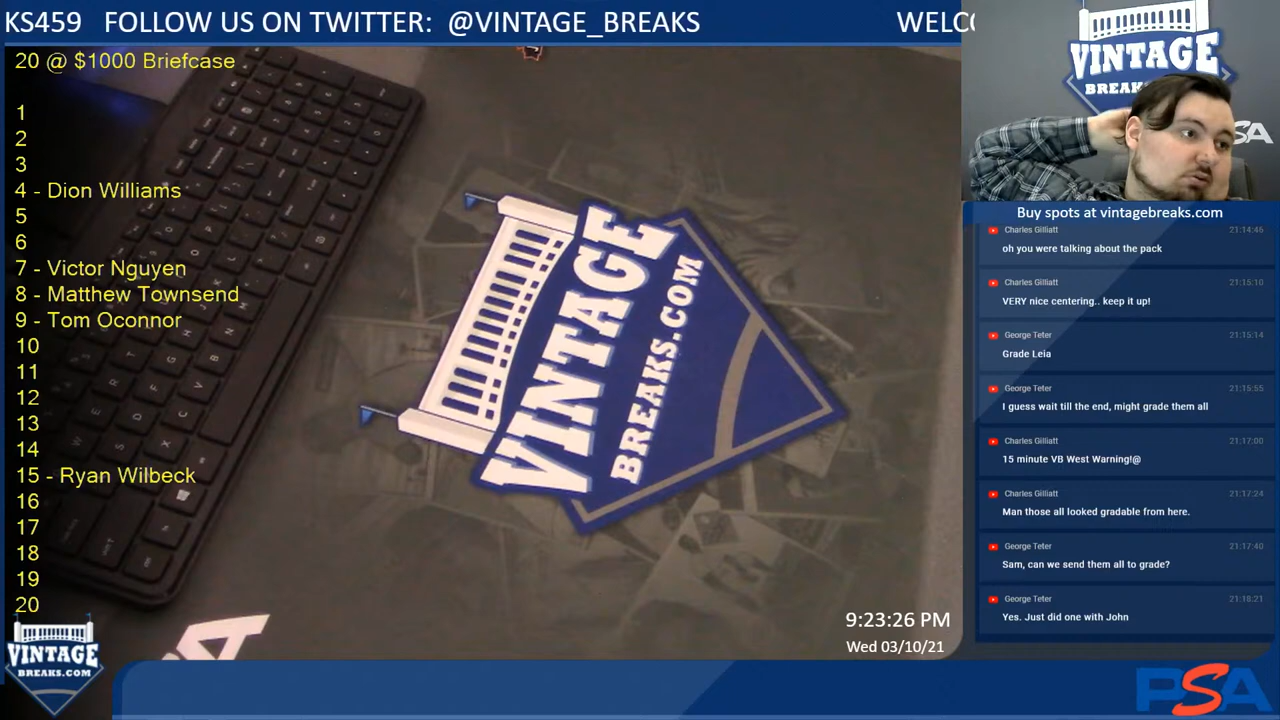 KS459 FOLLOW US ON TWITTER: @VINTAGE_BREAKS WELCO
20 @ $1000 Briefcase
1
2
3
4 - Dion Williams
5
6
7 - Victor Nguyen
8 - Matthew Townsend
9 - Tom Oconnor
10
11
12
13
14
15 - Ryan Wilbeck
16
17
18
19
20
VINTAGE
BREAKS.COM
VINTAGE
BREAKS.COM
9:23:26 PM
Wed 03/10/21
VINTAGE
BREAKS
SA
Buy spots at vintagebreaks.com
Charles Gilliatt 21:14:46
oh you were talking about the pack
Charles Gilliatt 21:15:10
VERY nice centering.. keep it up!
George Teter 21:15:14
Grade Leia
George Teter 21:15:55
I guess wait till the end, might grade them all
Charles Gilliatt 21:17:00
15 minute VB West Warning!@
Charles Gilliatt 21:17:24
Man those all looked gradable from here.
George Teter 21:17:40
Sam, can we send them all to grade?
George Teter 21:18:21
Yes. Just did one with John
PSA